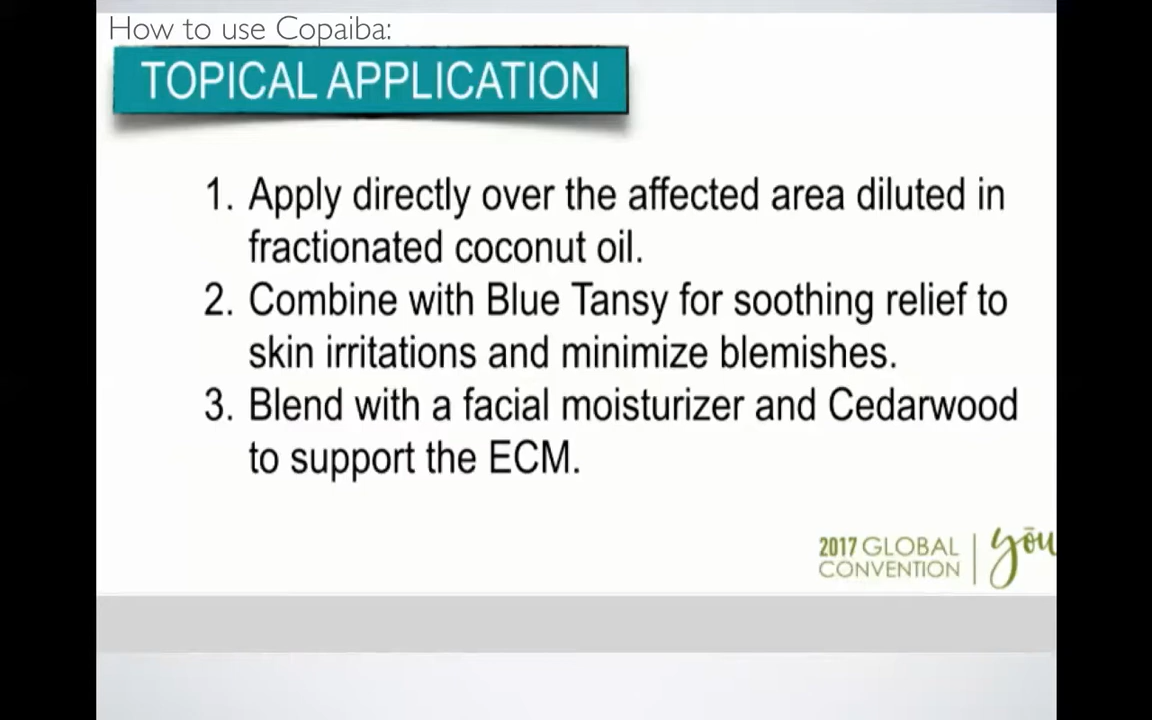 How to use Copaiba:
TOPICAL APPLICATION
1. Apply directly over the affected area diluted in
fractionated coconut oil.
2. Combine with Blue Tansy for soothing relief to
skin irritations and minimize blemishes.
3. Blend with a facial moisturizer and Cedarwood
to support the ECM.
2017 GLOBAL
CONVENTION
yōu